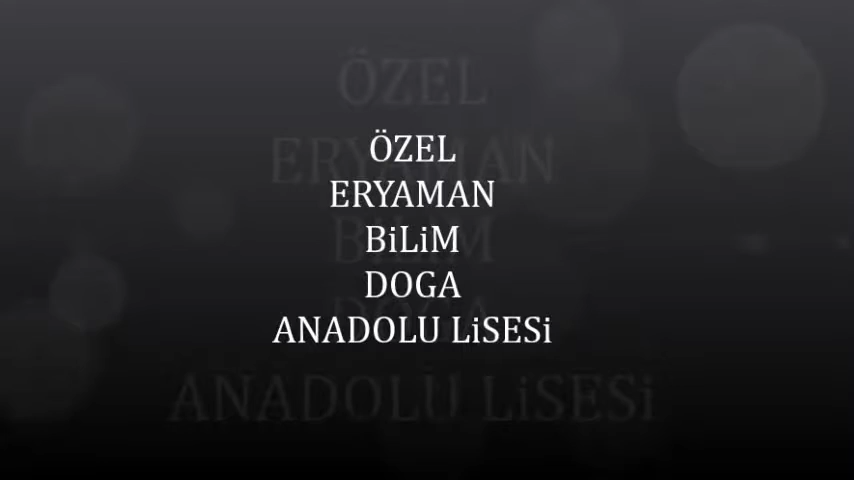 ÖZEL
ERYAMAN
BiLiM
DOGA
ANADOLU LiSESi